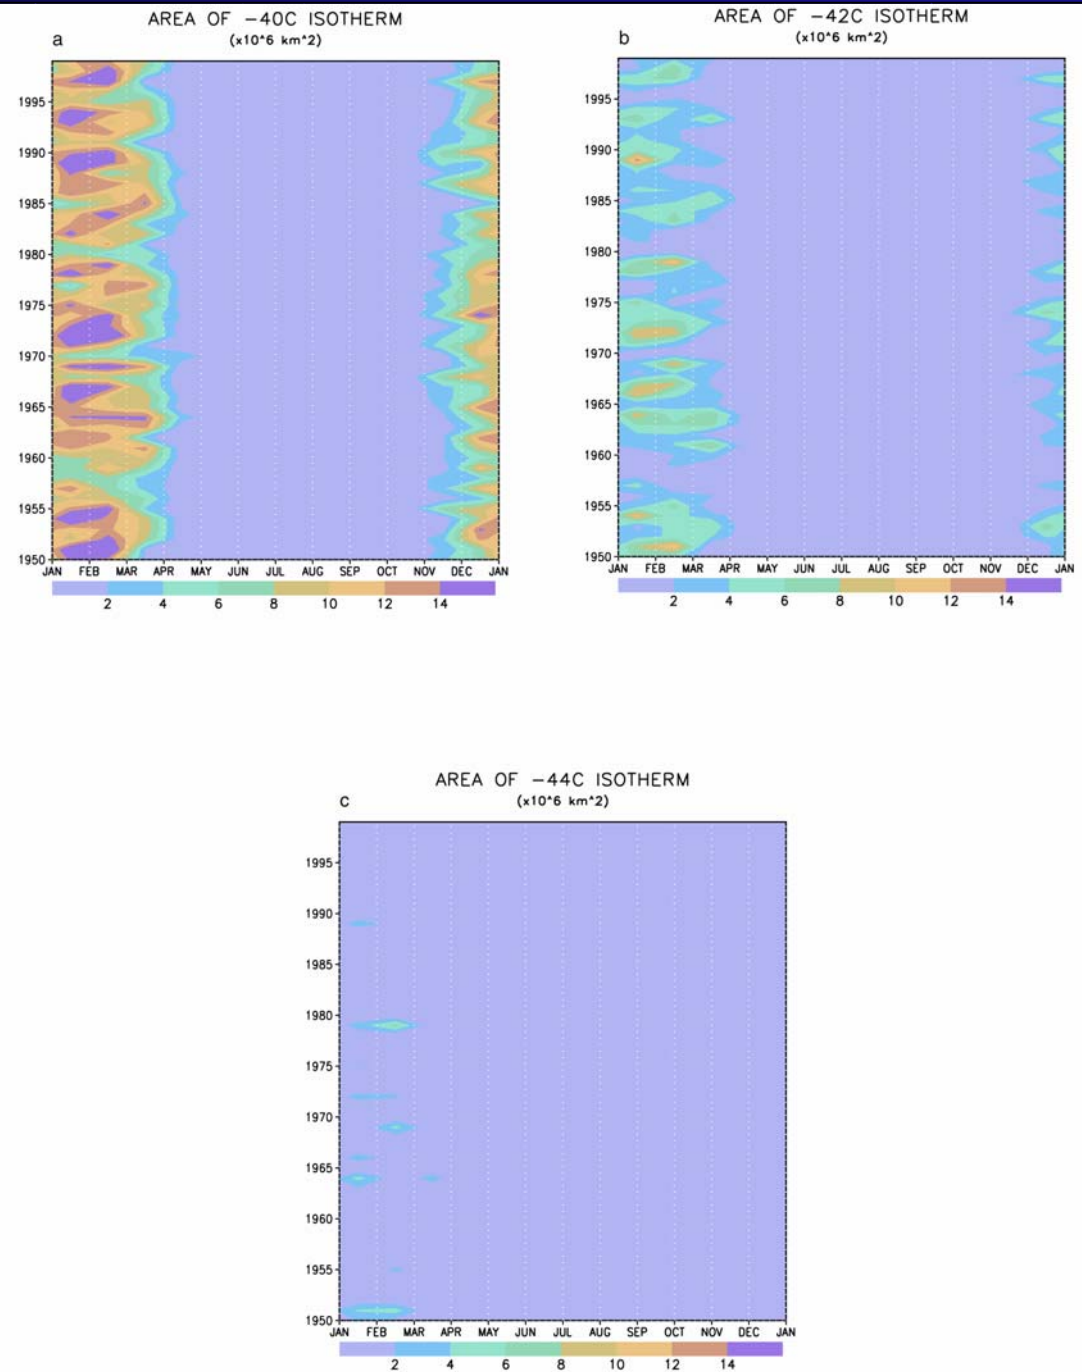 AREA OF −40C ISOTHERM
(x10^6 km^2)
a
1995
1990
1985
1980
1975
1970
1965
1960
1955
1950
JAN FEB MAR APR MAY JUN JUL AUG SEP OCT NOV DEC JAN
2 4 6 8 10 12 14
AREA OF −42C ISOTHERM
(x10^6 km^2)
b
1995
1990
1985
1980
1975
1970
1965
1960
1955
1950
JAN FEB MAR APR MAY JUN JUL AUG SEP OCT NOV DEC JAN
2 4 6 8 10 12 14
AREA OF −44C ISOTHERM
(x10^6 km^2)
c
1995
1990
1985
1980
1975
1970
1965
1960
1955
1950
JAN FEB MAR APR MAY JUN JUL AUG SEP OCT NOV DEC JAN
2 4 6 8 10 12 14